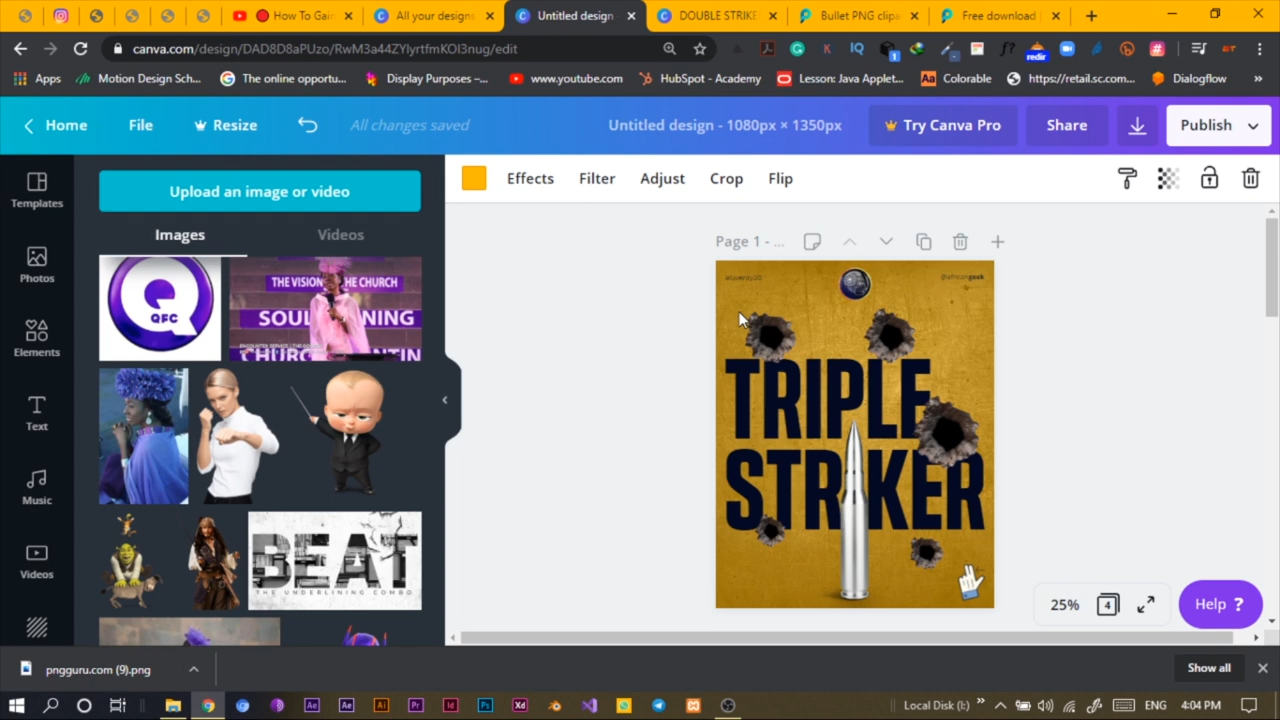 How To Gai
All your designs
Untitled design
DOUBLE STRIKE
Bullet PNG clipa
Free download |
canva.com/design/DAD8D8aPUzo/RwM3a44ZYlyrtfmKOI3nug/edit
Apps
Motion Design Sch...
The online opportu...
Display Purposes –...
www.youtube.com
HubSpot - Academy
Lesson: Java Applet...
Colorable
https://retail.sc.com...
Dialogflow
»
Home
File
Resize
All changes saved
Untitled design - 1080px × 1350px
Try Canva Pro
Share
Publish
Templates
Photos
Elements
Text
Music
Videos
Upload an image or video
Images
Videos
QFC
THE VISION THE CHURCH
SOUL NING
BEAT
THE UNDERLINING COMBO
Effects
Filter
Adjust
Crop
Flip
Page 1 - ...
@africangeek
TRIPLE
STRIKER
25%
4
Help ?
pngguru.com (9).png
Show all
Local Disk (I:)
ENG
4:04 PM